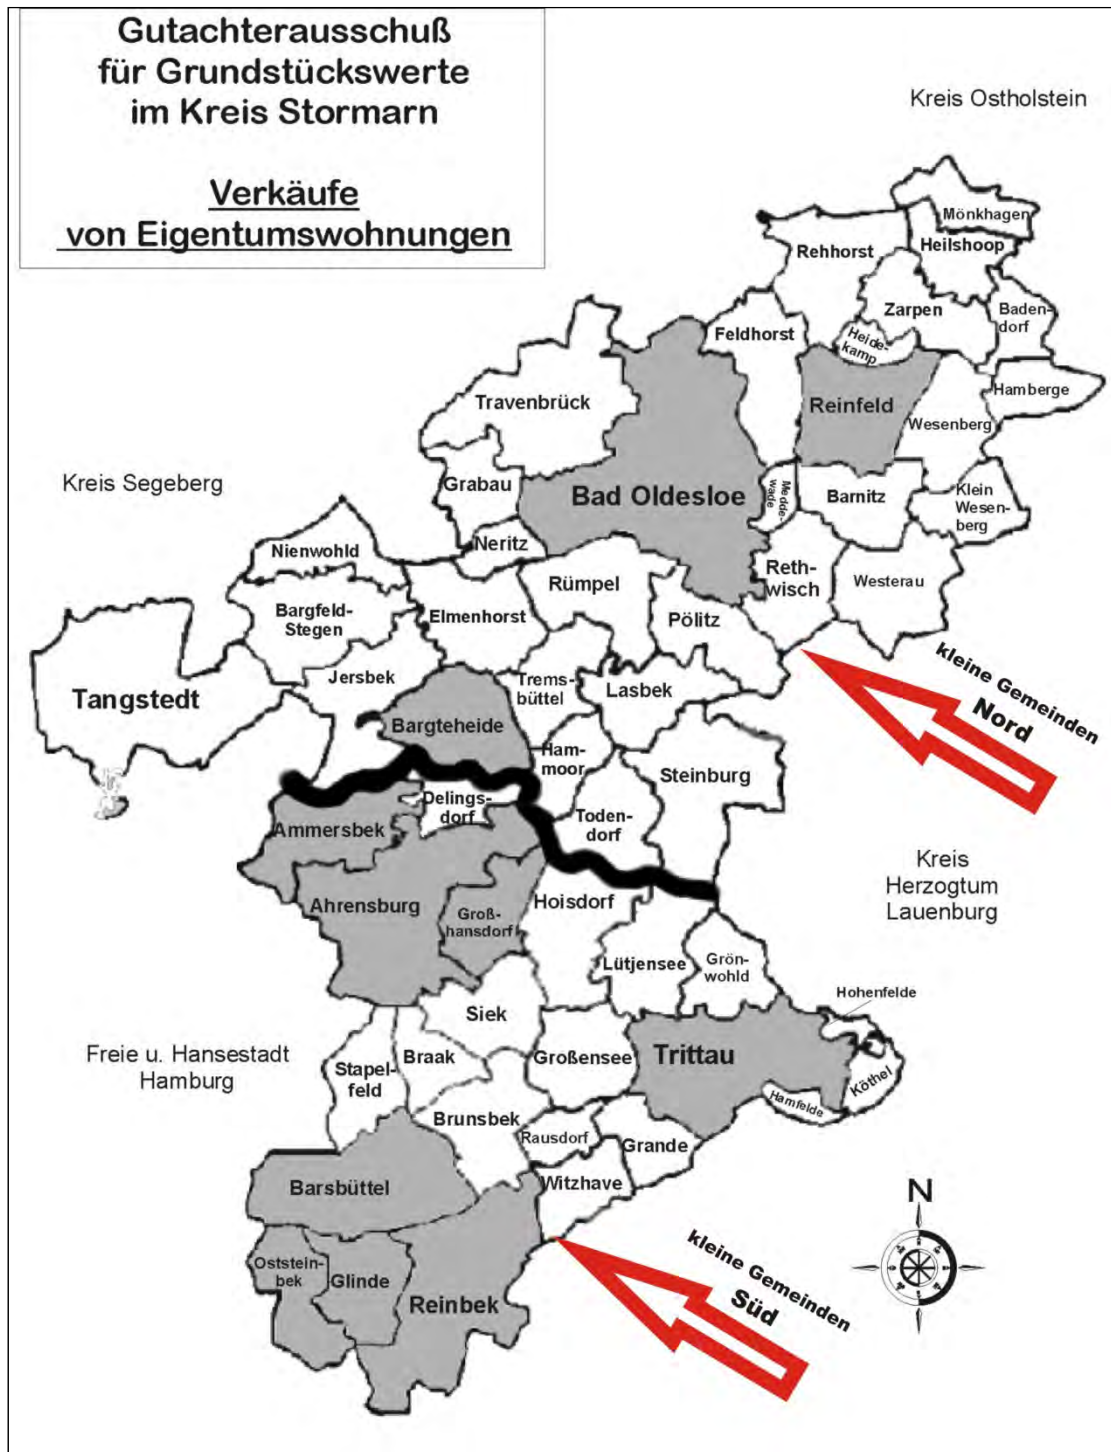 Gutachterausschuß
für Grundstückswerte
im Kreis Stormarn
Verkäufe
von Eigentumswohnungen
Kreis Ostholstein
Mönkhagen
Rehhorst
Heilshoop
Zarpen
Baden-
dorf
Feldhorst
Heide-
kamp
Hamberge
Travenbrück
Reinfeld
Wesenberg
Kreis Segeberg
Grabau
Bad Oldesloe
Medde-
wade
Barnitz
Klein
Wesen-
berg
Nienwohld
Neritz
Rümpel
Reth-
wisch
Westerau
Bargfeld-
Stegen
Elmenhorst
Pölitz
Jersbek
Trems-
büttel
Lasbek
kleine Gemeinden
Nord
Tangstedt
Bargteheide
Ham-
moor
Steinburg
Delings-
dorf
Toden-
dorf
Ammersbek
Kreis
Herzogtum
Lauenburg
Ahrensburg
Groß-
hansdorf
Hoisdorf
Lütjensee
Grön-
wohld
Hohenfelde
Siek
Freie u. Hansestadt
Hamburg
Stapel-
feld
Braak
Großensee
Trittau
Köthel
Hamfelde
Brunsbek
Rausdorf
Grande
Barsbüttel
Witzhave
N
Oststein-
bek
Glinde
Reinbek
kleine Gemeinden
Süd